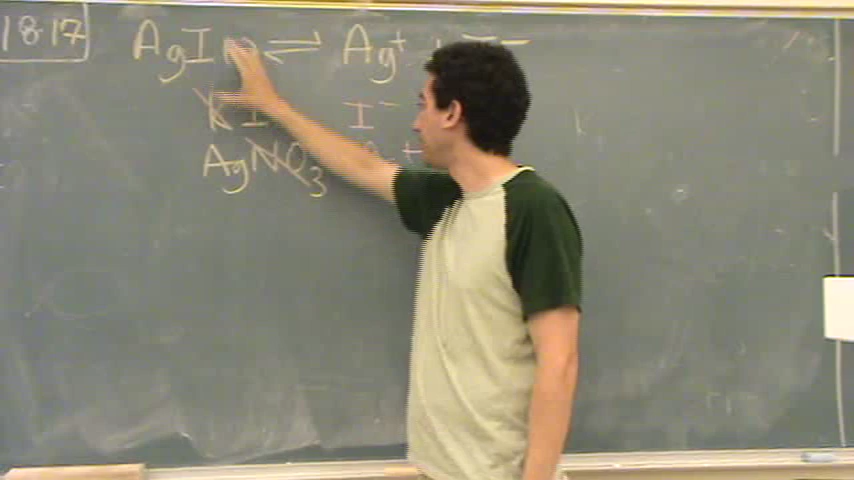 18.17
AgI ⇌ Ag⁺ + I⁻
KI I⁻
AgNO₃ +